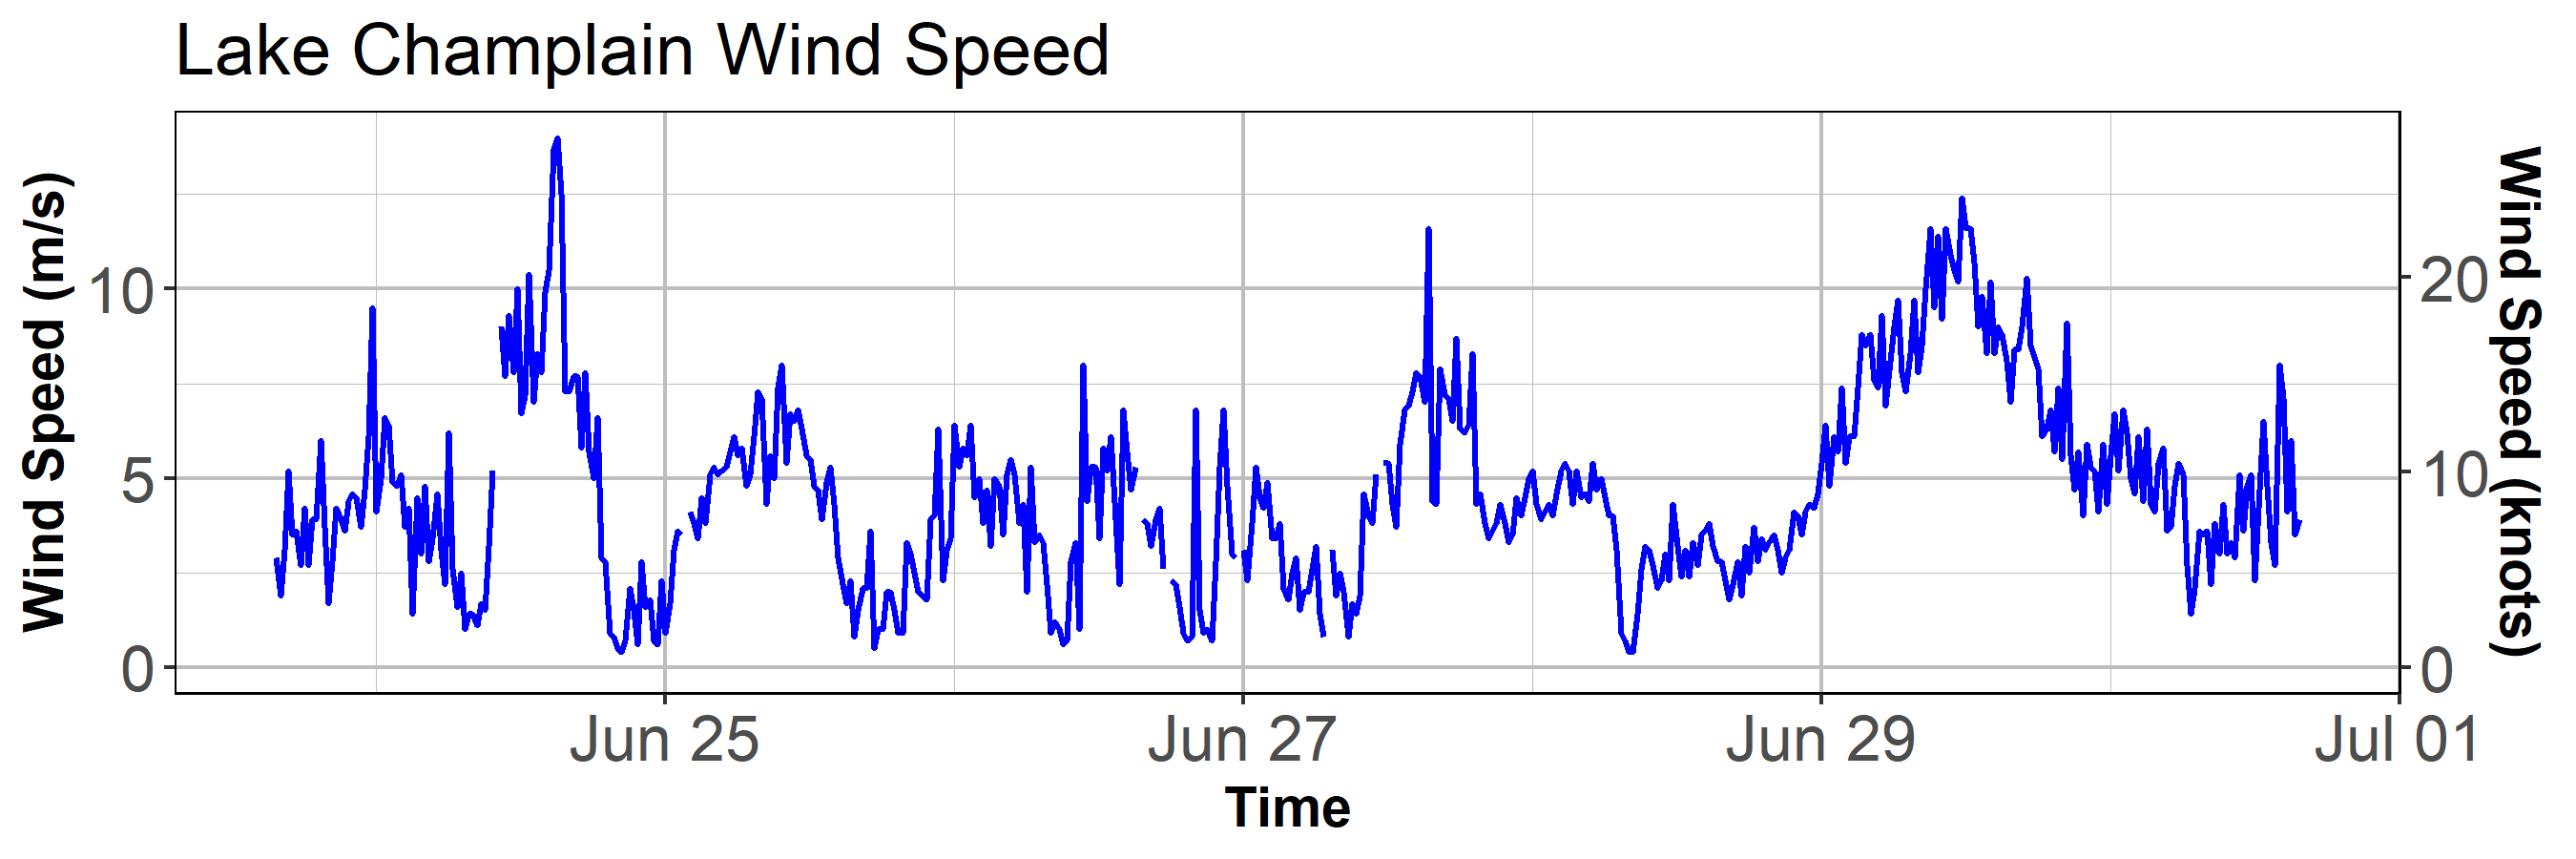 Lake Champlain Wind Speed
Wind Speed (m/s)
10
5
0
20
10
0
Wind Speed (knots)
Jun 25
Jun 27
Jun 29
Jul 01
Time